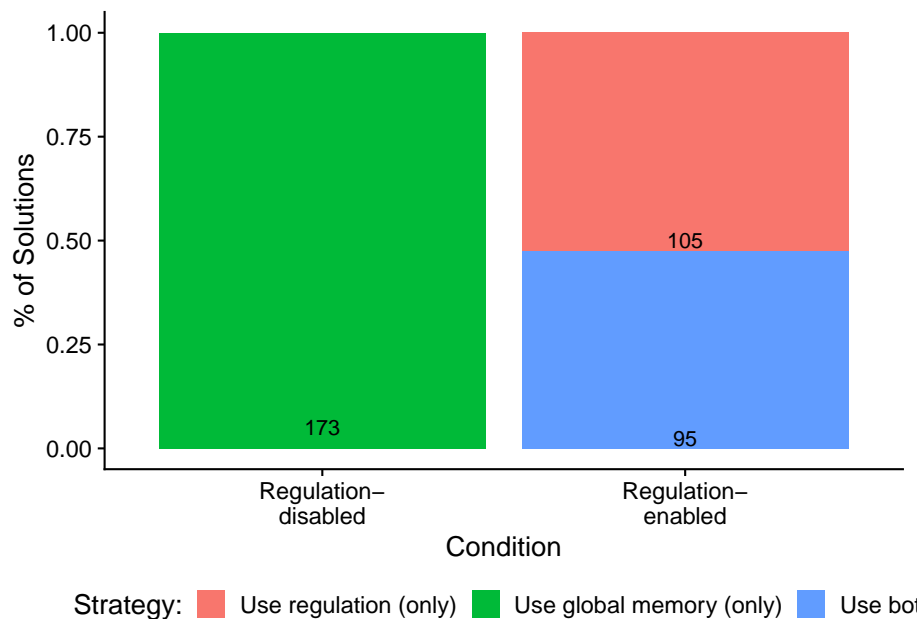 1.00
0.75
0.50
0.25
0.00
% of Solutions
173
105
95
Regulation−
disabled
Regulation−
enabled
Condition
Strategy: Use regulation (only) Use global memory (only) Use